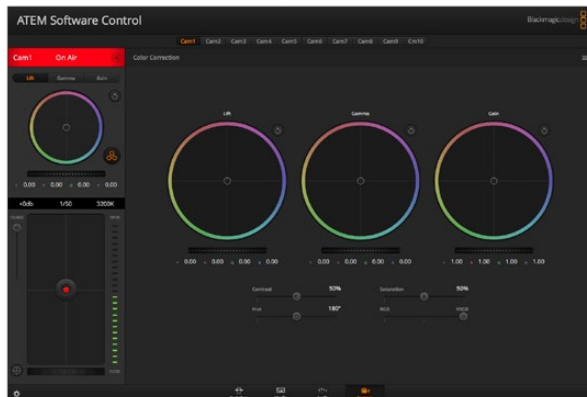 ATEM Software Control
Blackmagicdesign
Cam1 Cam2 Cam3 Cam4 Cam5 Cam6 Cam7 Cam8 Cam9 Cm10
Cam1 On Air
Color Correction
Lift Gamma Gain
Lift Gamma Gain
0.00 0.00 0.00 0.00
+0db 1/50 3200K
0.00 0.00 0.00 0.00
0.00 0.00 0.00 0.00
1.00 1.00 1.00 1.00
Contrast 50%
Saturation 50%
Hue 180°
RGB YRGB